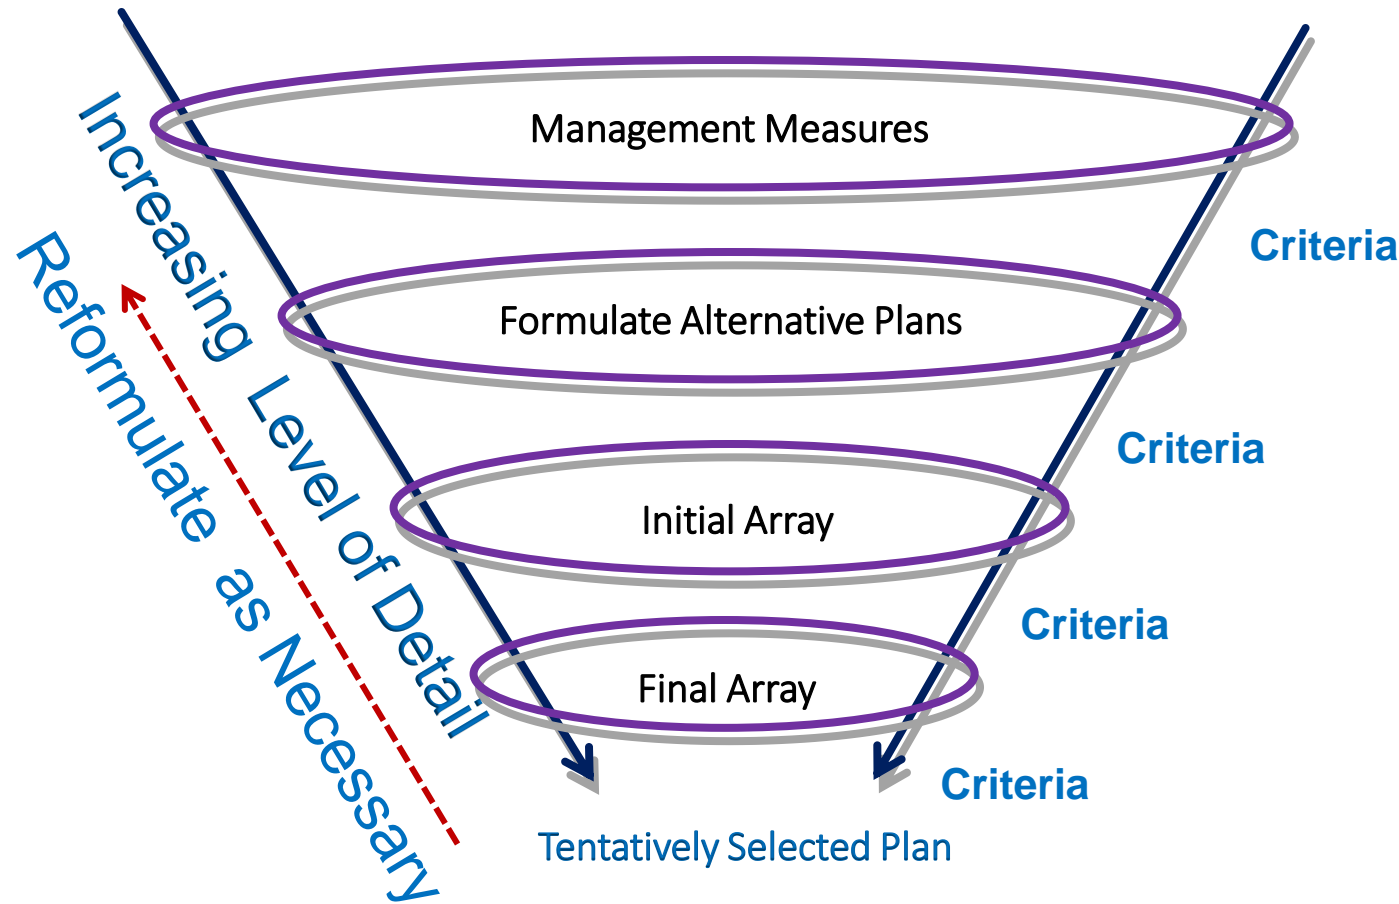 Management Measures
Criteria
Formulate Alternative Plans
Criteria
Initial Array
Criteria
Final Array
Criteria
Tentatively Selected Plan
Increasing Level of Detail
Reformulate as Necessary